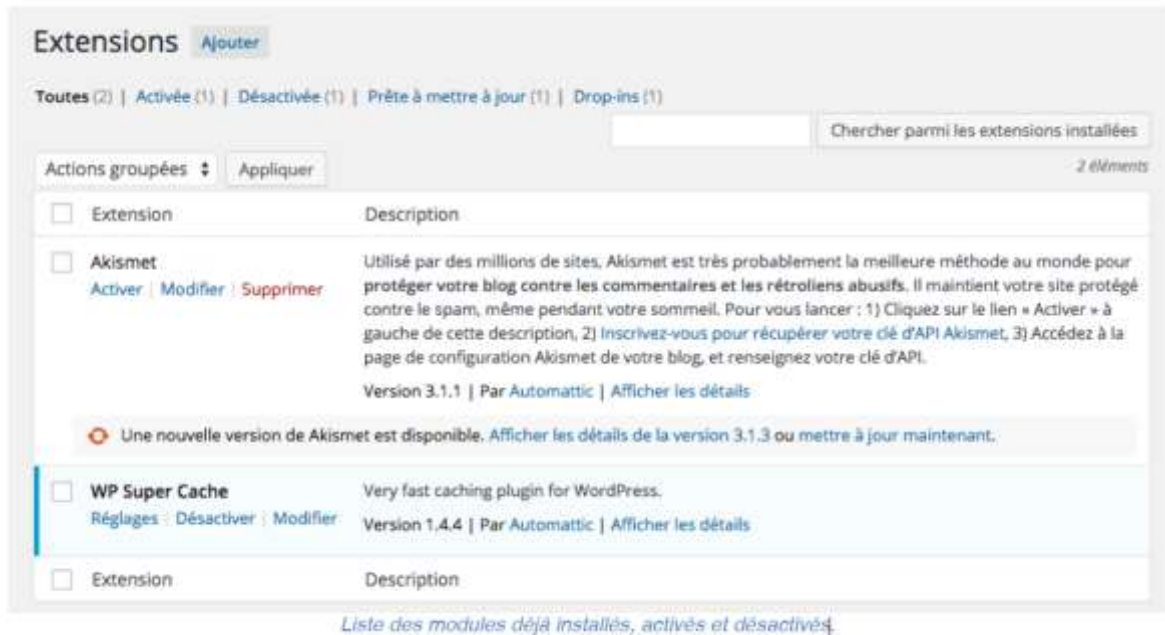 Extensions Ajouter
Toutes (2) | Activée (1) | Désactivée (1) | Prête à mettre à jour (1) | Drop-ins (1)
Chercher parmi les extensions installées
Actions groupées Appliquer 2 éléments
Extension Description
Akismet
Activer | Modifier | Supprimer
Utilisé par des millions de sites, Akismet est très probablement la meilleure méthode au monde pour
protéger votre blog contre les commentaires et les rétroliens abusifs. Il maintient votre site protégé
contre le spam, même pendant votre sommeil. Pour vous lancer : 1) Cliquez sur le lien « Activer » à
gauche de cette description, 2) Inscrivez-vous pour récupérer votre clé d'API Akismet, 3) Accédez à la
page de configuration Akismet de votre blog, et renseignez votre clé d'API.
Version 3.1.1 | Par Automattic | Afficher les détails
Une nouvelle version de Akismet est disponible. Afficher les détails de la version 3.1.3 ou mettre à jour maintenant.
WP Super Cache
Réglages | Désactiver | Modifier
Very fast caching plugin for WordPress.
Version 1.4.4 | Par Automattic | Afficher les détails
Extension Description
Liste des modules déjà installés, activés et désactivés.